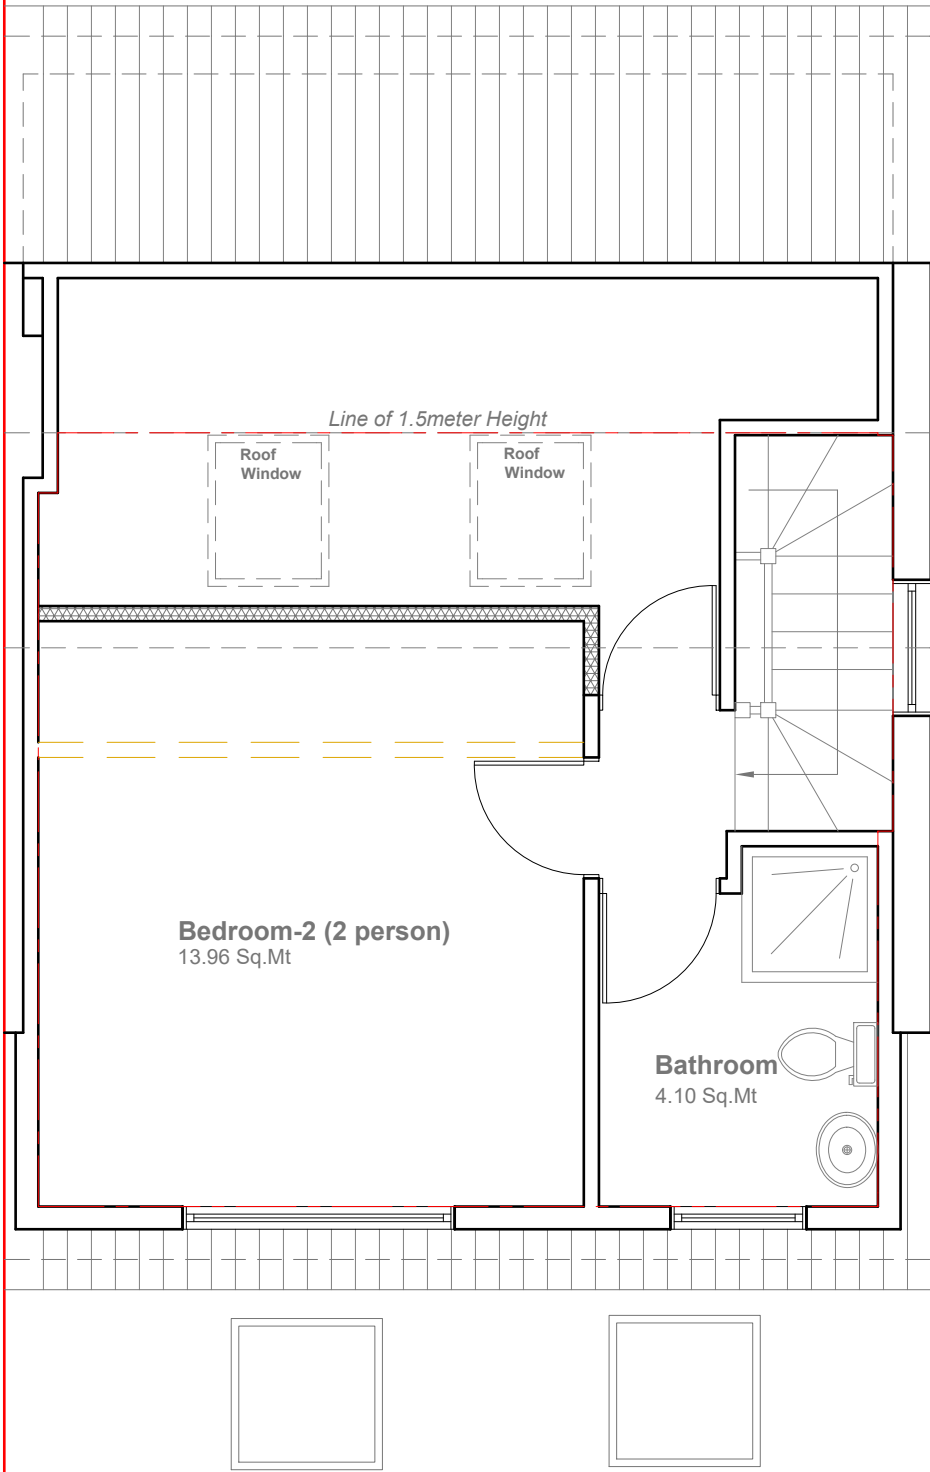 Line of 1.5meter Height
Roof
Window
Roof
Window
Bedroom-2 (2 person)
13.96 Sq.Mt
Bathroom
4.10 Sq.Mt